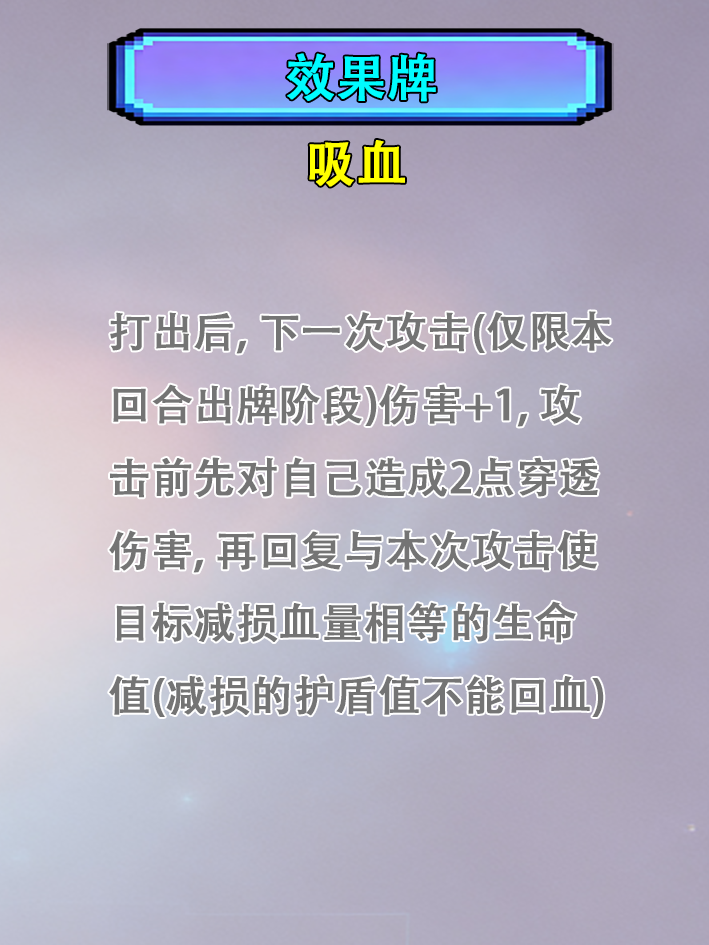 效果牌
吸血
打出后, 下一次攻击(仅限本
回合出牌阶段)伤害+1, 攻
击前先对自己造成2点穿透
伤害, 再回复与本次攻击使
目标减损血量相等的生命
值(减损的护盾值不能回血)